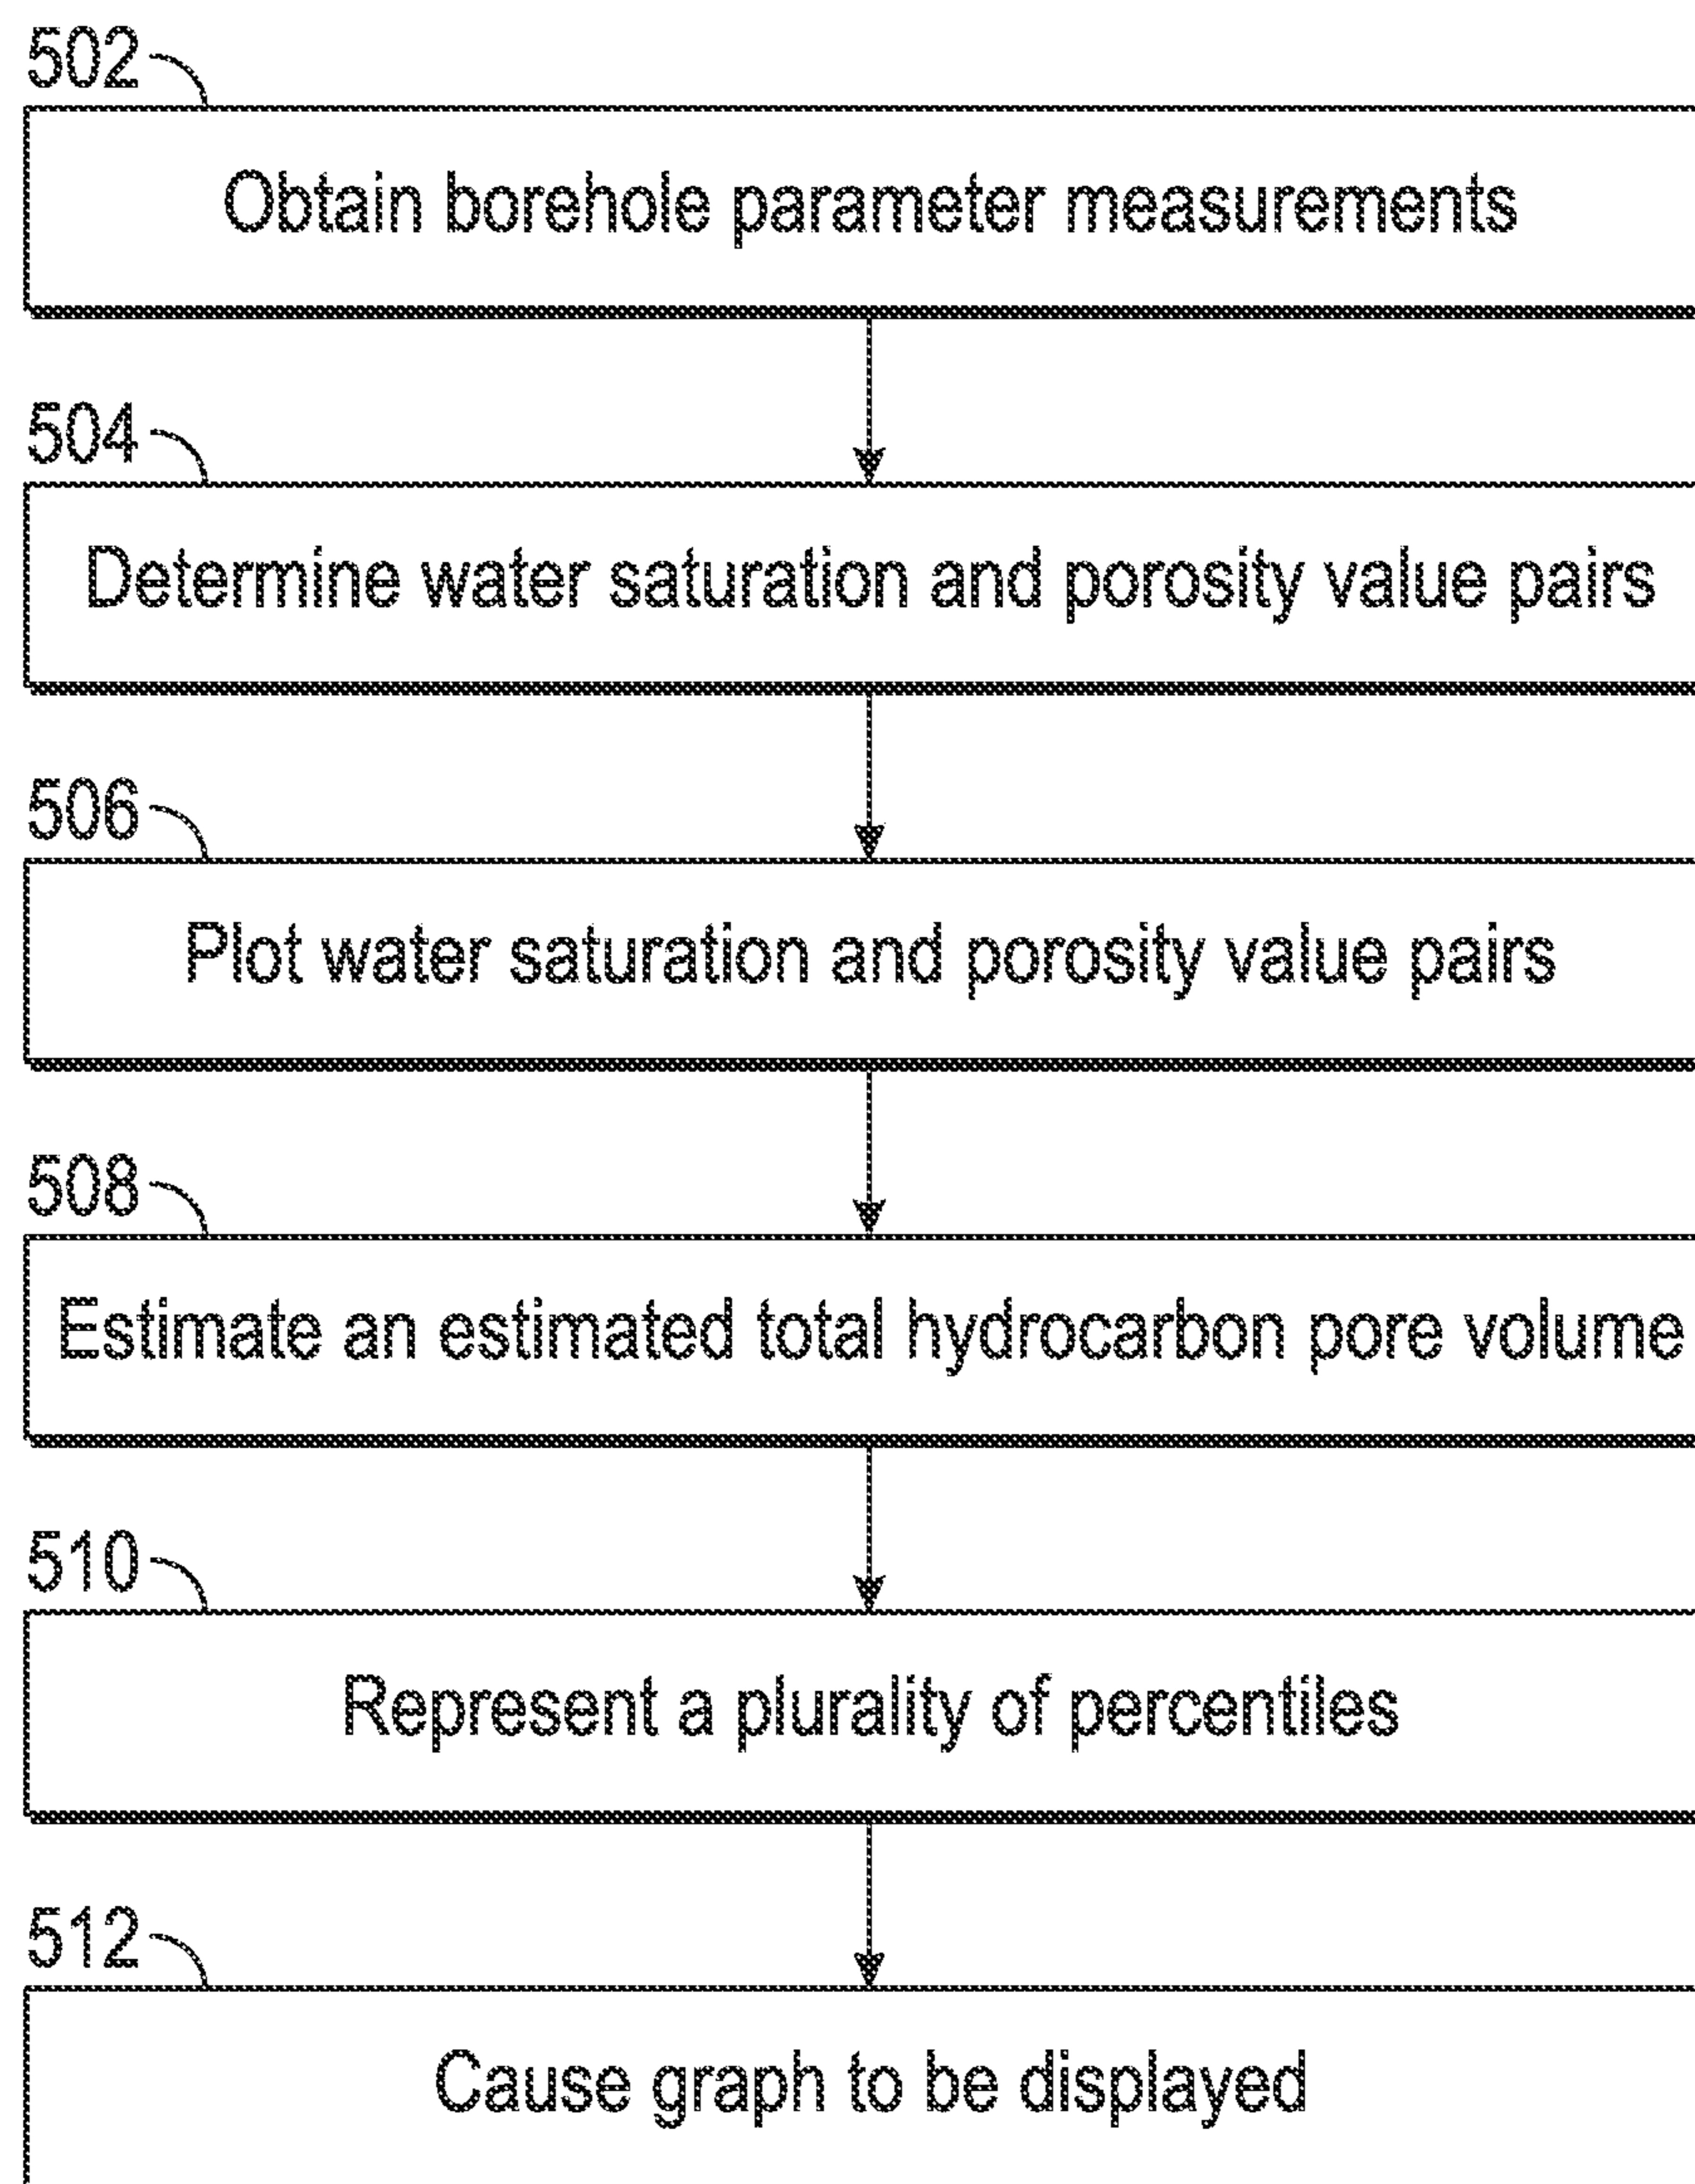 502
Obtain borehole parameter measurements
504
Determine water saturation and porosity value pairs
506
Plot water saturation and porosity value pairs
508
Estimate an estimated total hydrocarbon pore volume
510
Represent a plurality of percentiles
512
Cause graph to be displayed